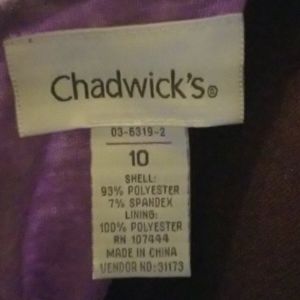 Chadwick's®
03-6319-2
10
SHELL:
93% POLYESTER
7% SPANDEX
LINING:
100% POLYESTER
RN 107444
MADE IN CHINA
VENDOR NO: 31173